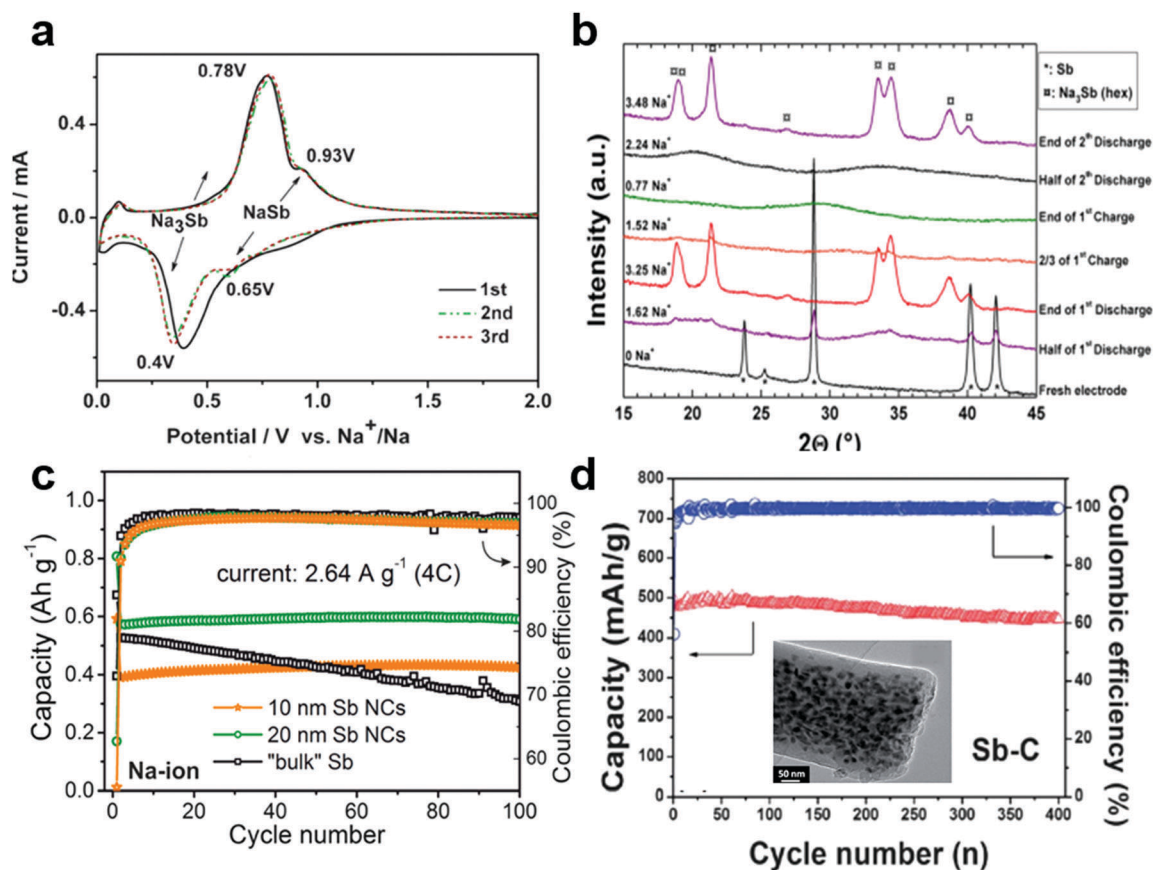 a
Current / mA
0.4
0.0
-0.4
0.78V
0.93V
Na3Sb
NaSb
0.65V
0.4V
1st
2nd
3rd
0.0 0.5 1.0 1.5 2.0
Potential / V vs. Na+/Na
b
Intensity (a.u.)
*: Sb
¤: Na3Sb (hex)
3.48 Na+
End of 2th Discharge
2.24 Na+
Half of 2th Discharge
0.77 Na+
End of 1st Charge
1.52 Na+
2/3 of 1st Charge
3.25 Na+
End of 1st Discharge
1.62 Na+
Half of 1st Discharge
0 Na+
Fresh electrode
15 20 25 30 35 40 45
2Θ (°)
c
Capacity (Ah g-1)
1.0
0.8
0.6
0.4
0.2
0.0
current: 2.64 A g-1 (4C)
10 nm Sb NCs
20 nm Sb NCs
"bulk" Sb
Na-ion
100
90
80
70
60
Coulombic efficiency (%)
0 20 40 60 80 100
Cycle number
d
Capacity (mAh/g)
800
700
600
500
400
300
200
100
0
50 nm
Sb-C
100
80
60
40
20
0
Coulombic efficiency (%)
0 50 100 150 200 250 300 350 400
Cycle number (n)